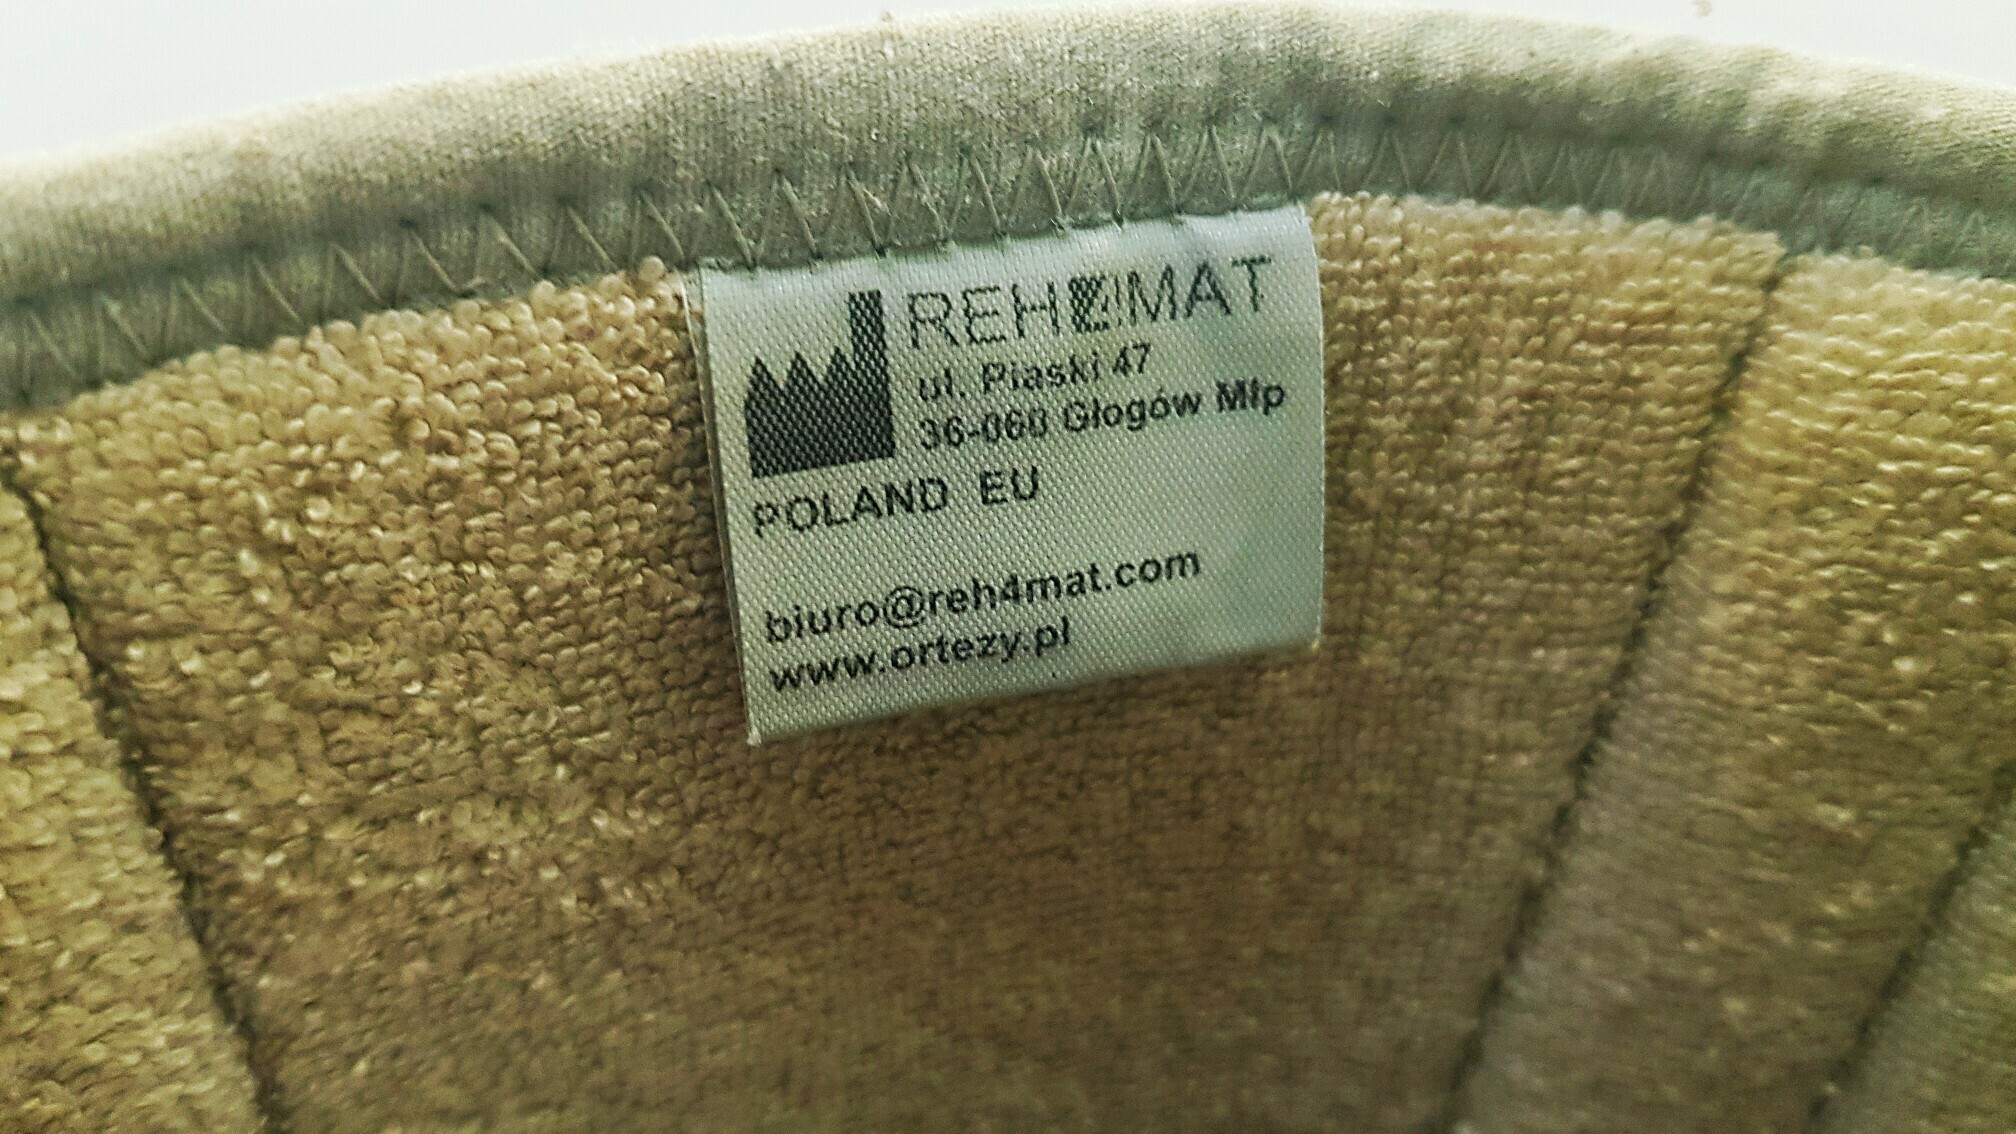 REH4MAT
ul. Piaski 47
36-060 Głogów Młp
POLAND EU
biuro@reh4mat.com
www.ortezy.pl